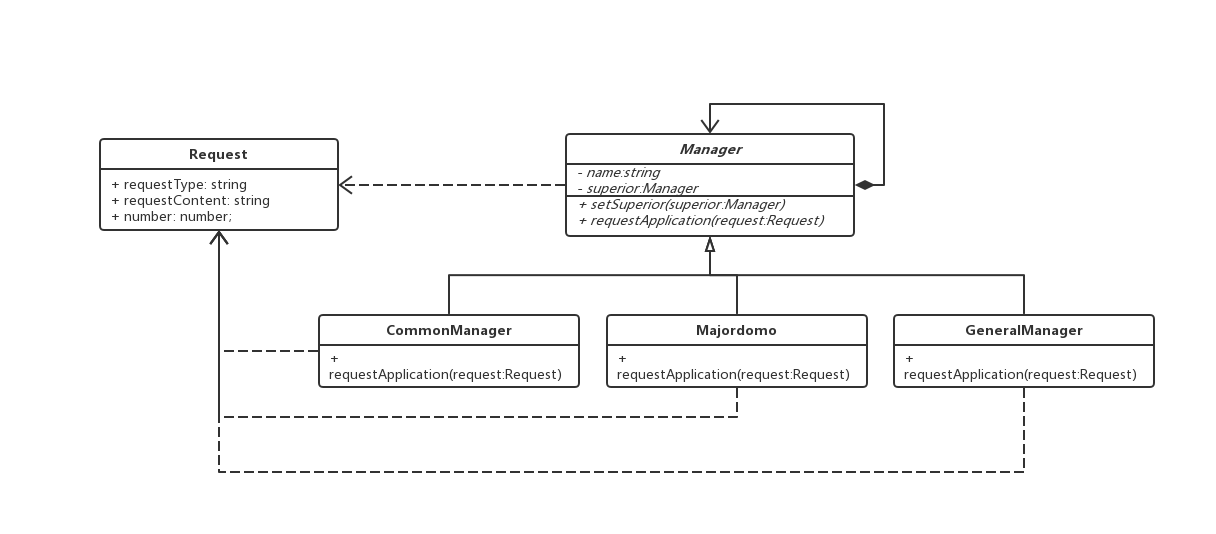 Request
+ requestType: string
+ requestContent: string
+ number: number;
Manager
- name:string
- superior:Manager
+ setSuperior(superior:Manager)
+ requestApplication(request:Request)
CommonManager
+
requestApplication(request:Request)
Majordomo
+
requestApplication(request:Request)
GeneralManager
+
requestApplication(request:Request)